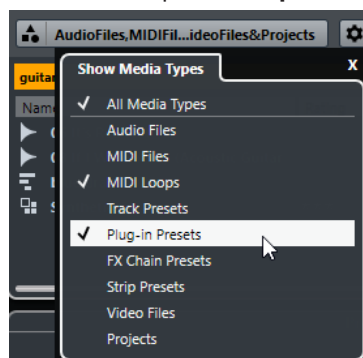 AudioFiles,MIDIFil...ideoFiles&Projects
guitar
Show Media Types
X
Name
All Media Types
Audio Files
MIDI Files
MIDI Loops
Track Presets
Plug-in Presets
FX Chain Presets
Strip Presets
Video Files
Projects